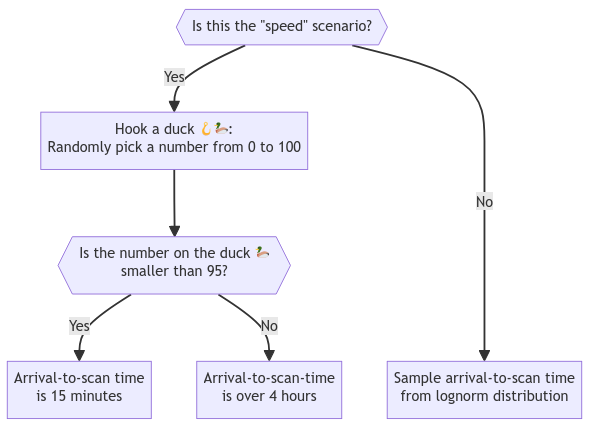 Is this the "speed" scenario?
Yes
Hook a duck 🪝🦆:
Randomly pick a number from 0 to 100
No
Is the number on the duck 🦆
smaller than 95?
Yes
No
Arrival-to-scan time
is 15 minutes
Arrival-to-scan-time
is over 4 hours
Sample arrival-to-scan time
from lognorm distribution